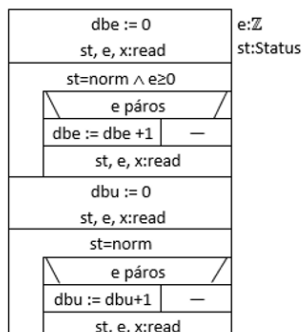 dbe := 0
e:ℤ
st, e, x:read
st:Status
st=norm ∧ e≥0
e páros
dbe := dbe +1
—
st, e, x:read
dbu := 0
st, e, x:read
st=norm
e páros
dbu := dbu+1
—
st, e, x:read